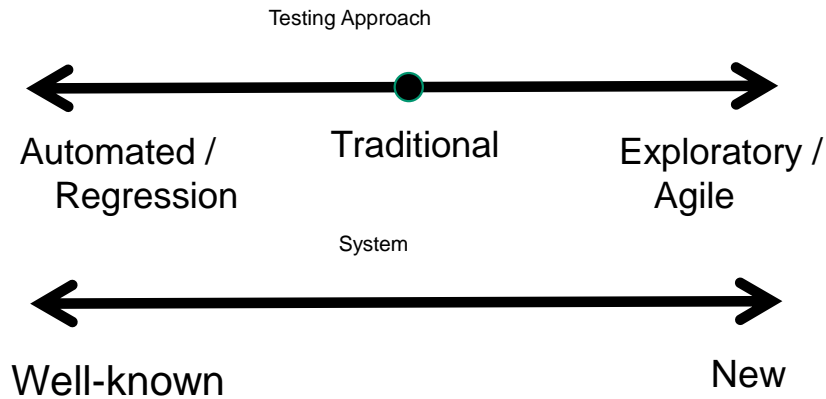 Testing Approach
Automated /
Regression
Traditional
Exploratory /
Agile
System
Well-known
New